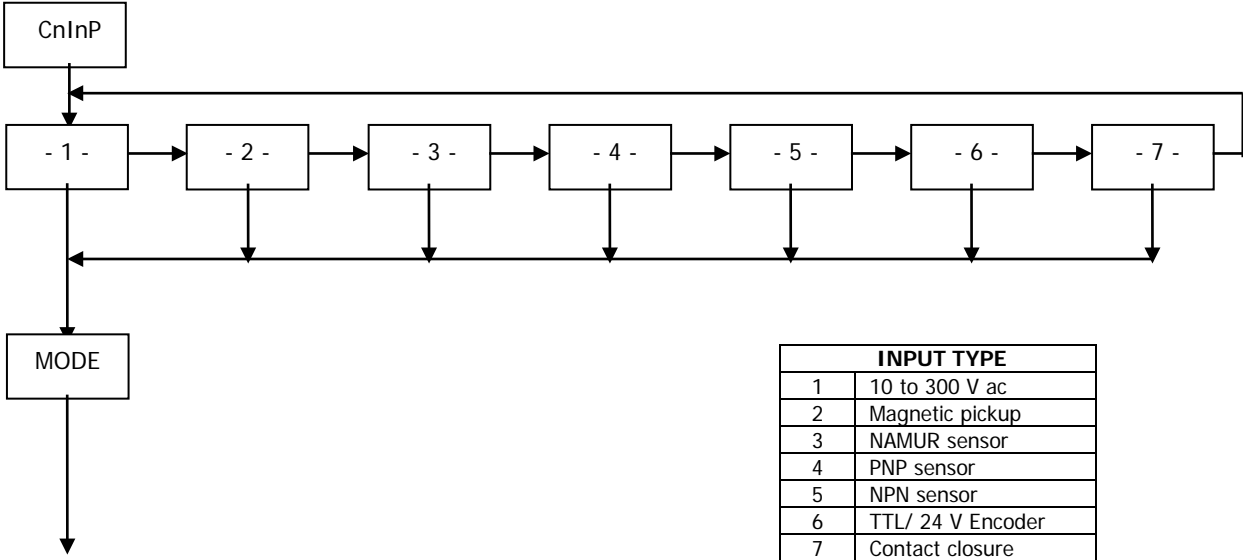 CnInP
- 1 - - 2 - - 3 - - 4 - - 5 - - 6 - - 7 -
MODE
INPUT TYPE
1 10 to 300 V ac
2 Magnetic pickup
3 NAMUR sensor
4 PNP sensor
5 NPN sensor
6 TTL/ 24 V Encoder
7 Contact closure